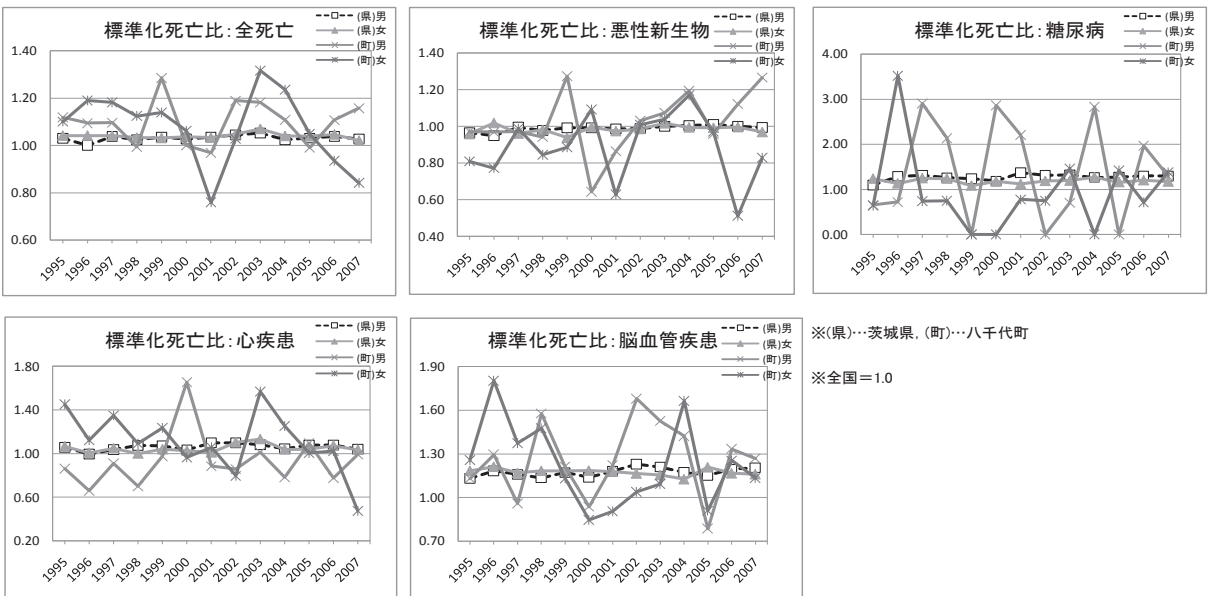 標準化死亡比:全死亡
(県)男
(県)女
(町)男
(町)女
1.40
1.20
1.00
0.80
0.60
1995 1996 1997 1998 1999 2000 2001 2002 2003 2004 2005 2006 2007
標準化死亡比:悪性新生物
(県)男
(県)女
(町)男
(町)女
1.40
1.20
1.00
0.80
0.60
0.40
1995 1996 1997 1998 1999 2000 2001 2002 2003 2004 2005 2006 2007
標準化死亡比:糖尿病
(県)男
(県)女
(町)男
(町)女
4.00
3.00
2.00
1.00
0.00
1995 1996 1997 1998 1999 2000 2001 2002 2003 2004 2005 2006 2007
標準化死亡比:心疾患
(県)男
(県)女
(町)男
(町)女
1.80
1.40
1.00
0.60
0.20
1995 1996 1997 1998 1999 2000 2001 2002 2003 2004 2005 2006 2007
標準化死亡比:脳血管疾患
(県)男
(県)女
(町)男
(町)女
1.90
1.60
1.30
1.00
0.70
1995 1996 1997 1998 1999 2000 2001 2002 2003 2004 2005 2006 2007
※(県)…茨城県, (町)…八千代町
※全国=1.0